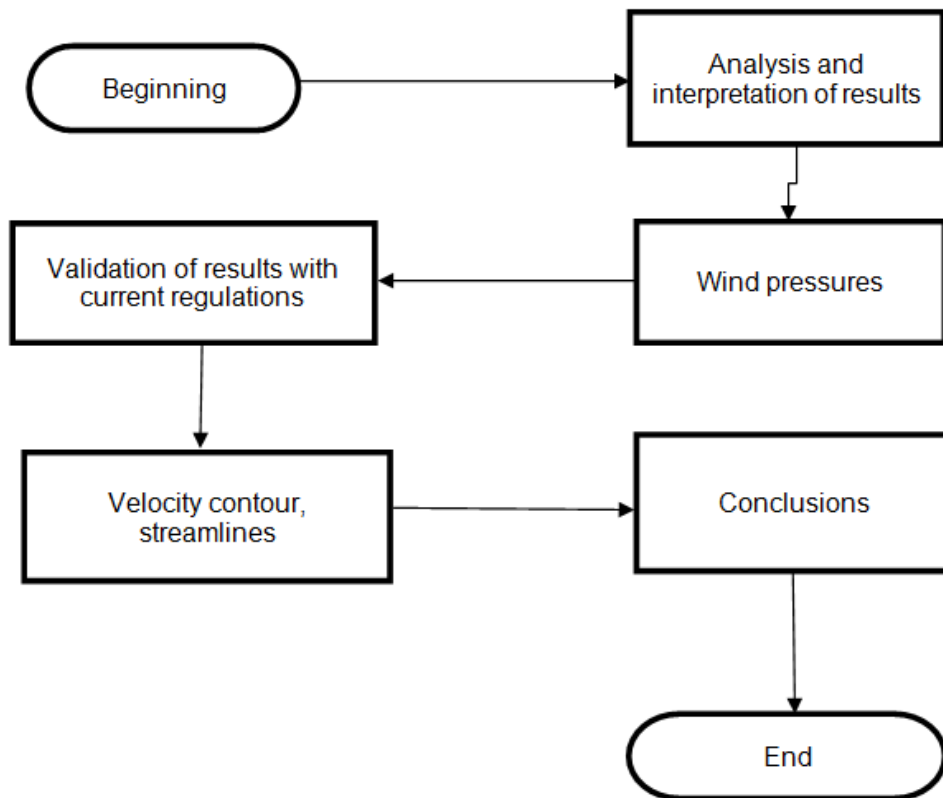 Beginning
Analysis and
interpretation of results
Wind pressures
Validation of results with
current regulations
Velocity contour,
streamlines
Conclusions
End